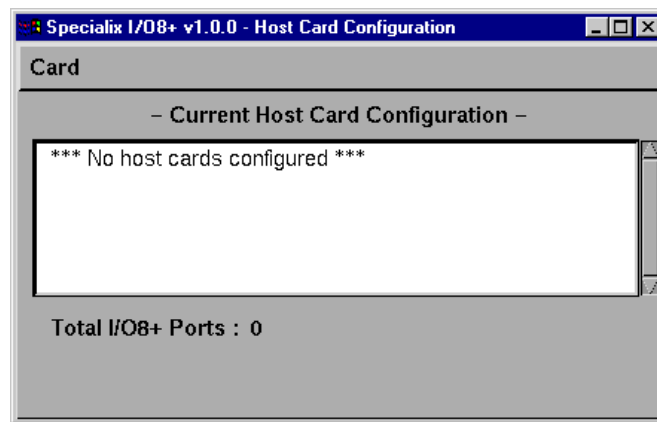 Specialix I/O8+ v1.0.0 - Host Card Configuration
Card
– Current Host Card Configuration –
*** No host cards configured ***
Total I/O8+ Ports : 0